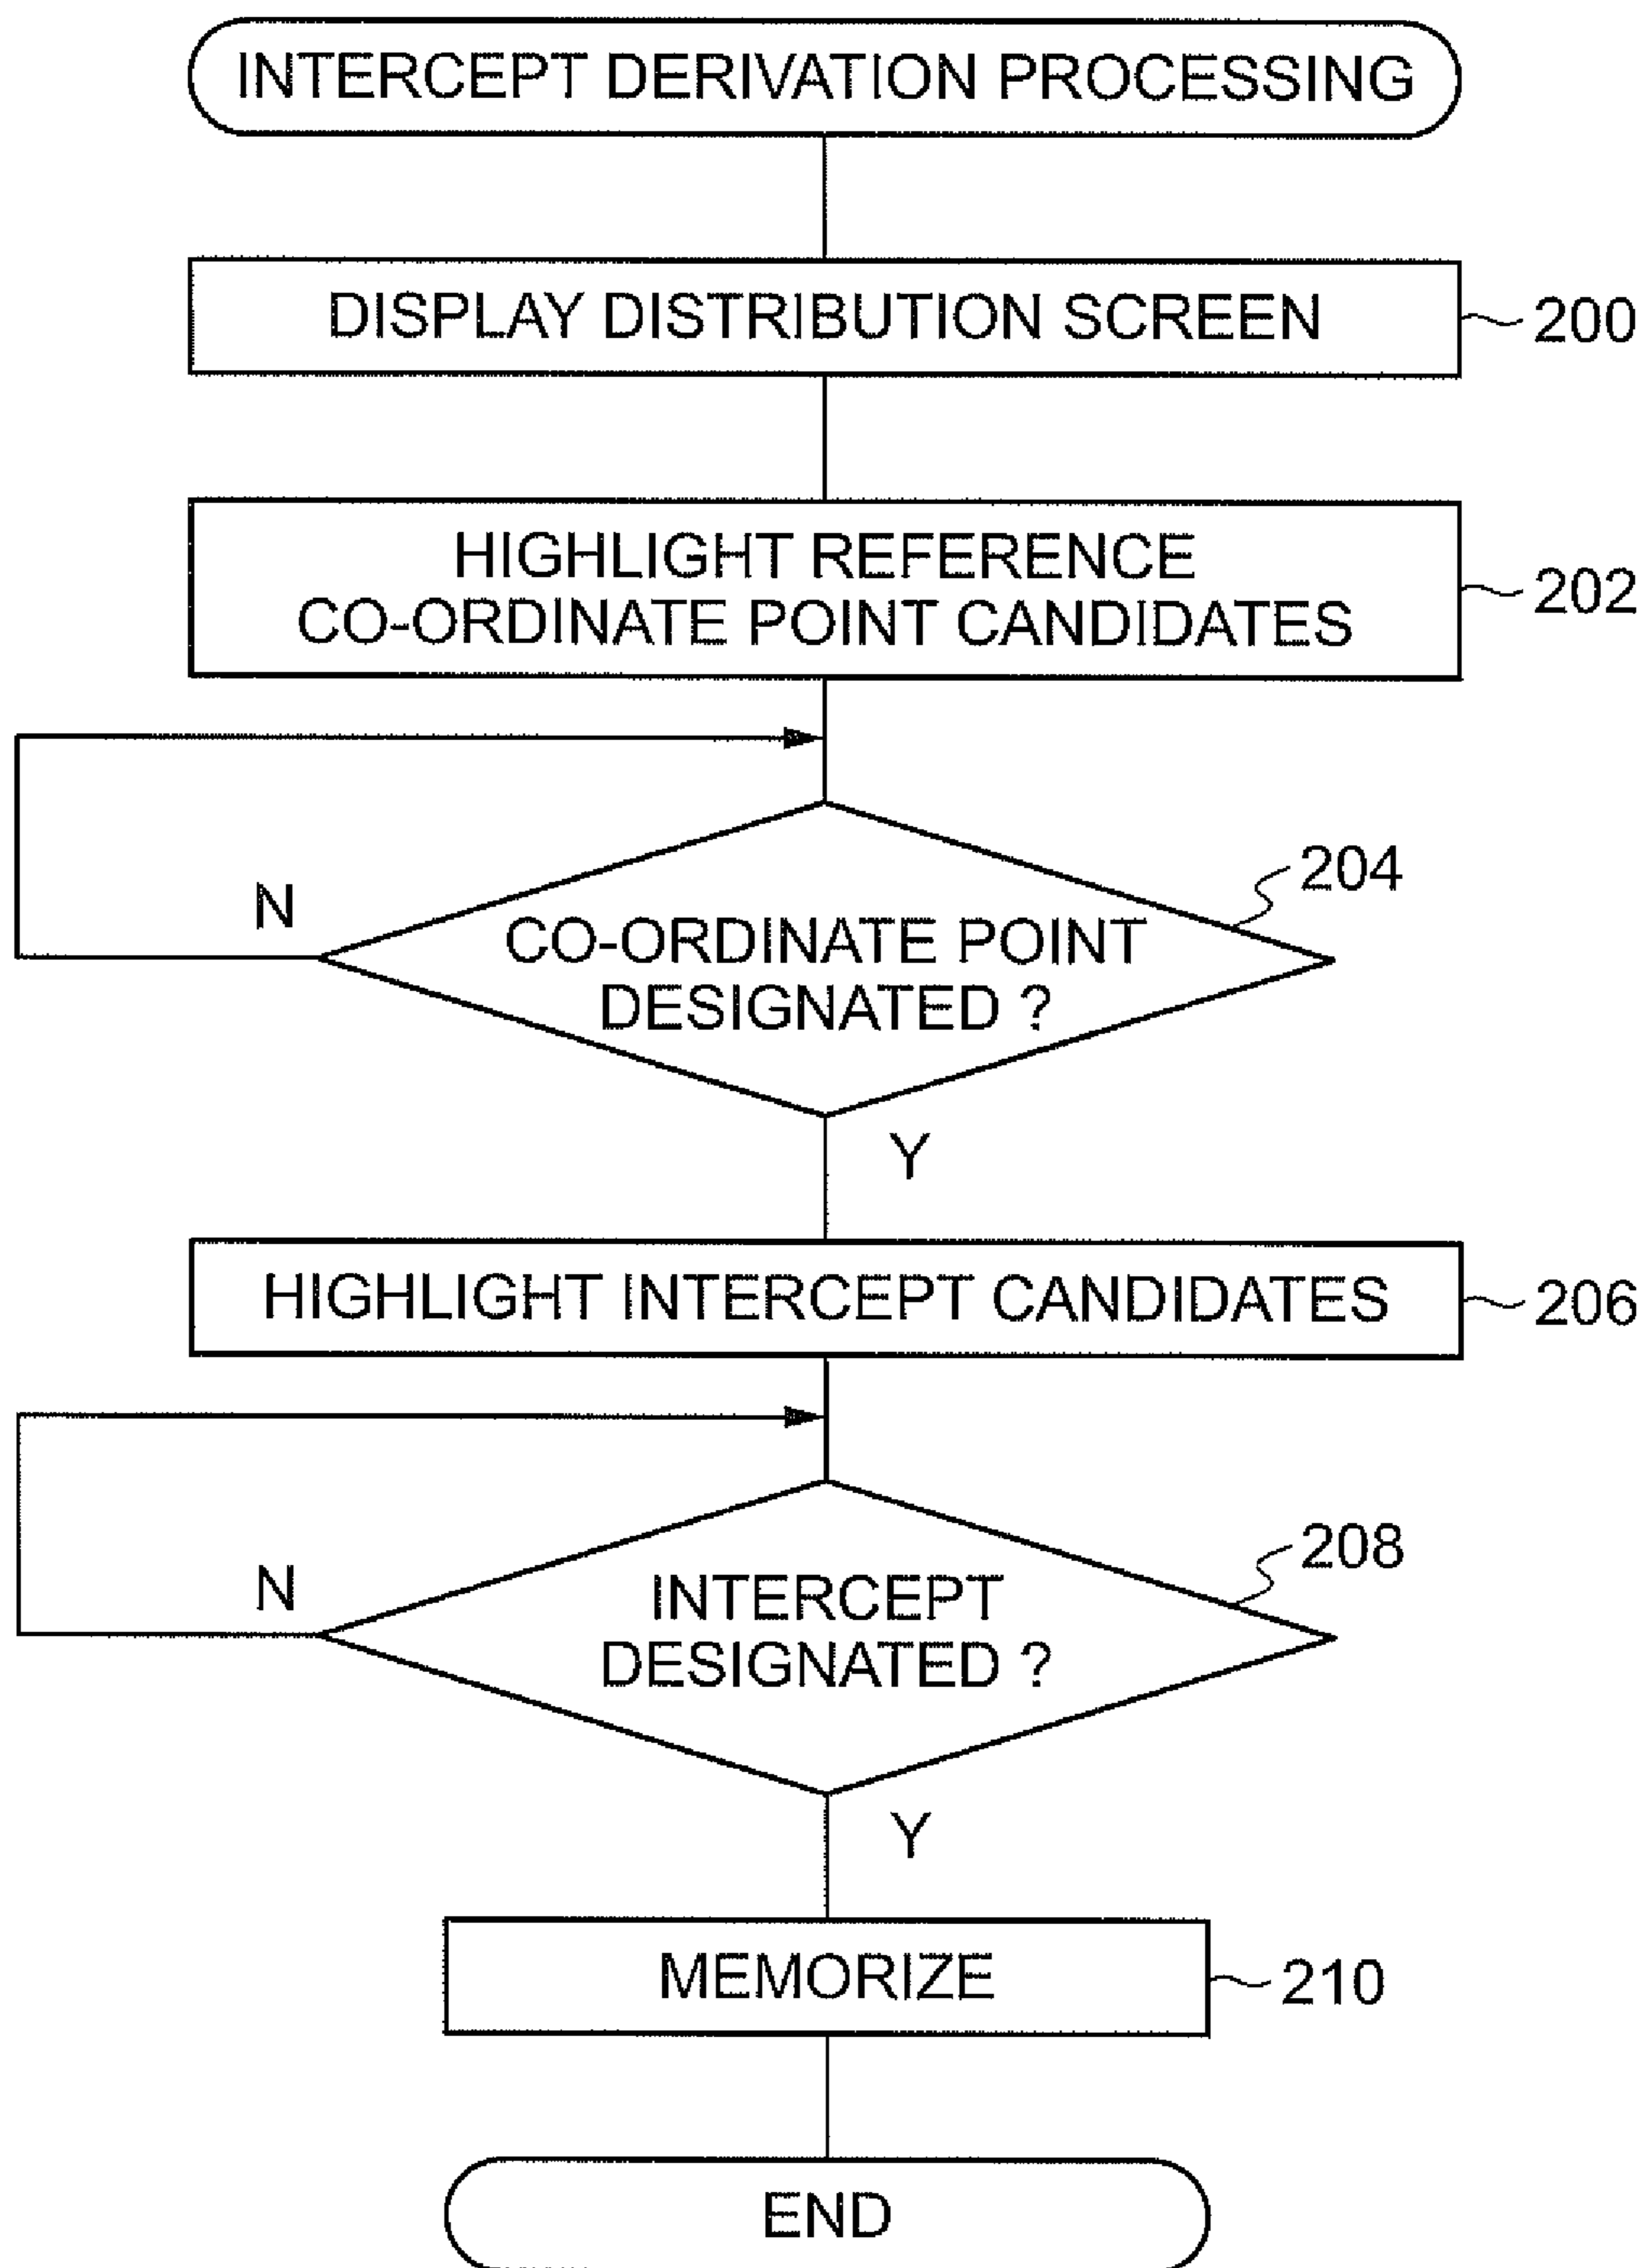 INTERCEPT DERIVATION PROCESSING
DISPLAY DISTRIBUTION SCREEN
200
HIGHLIGHT REFERENCE
CO-ORDINATE POINT CANDIDATES
202
204
N
CO-ORDINATE POINT
DESIGNATED ?
Y
HIGHLIGHT INTERCEPT CANDIDATES
206
208
N
INTERCEPT
DESIGNATED ?
Y
MEMORIZE
210
END